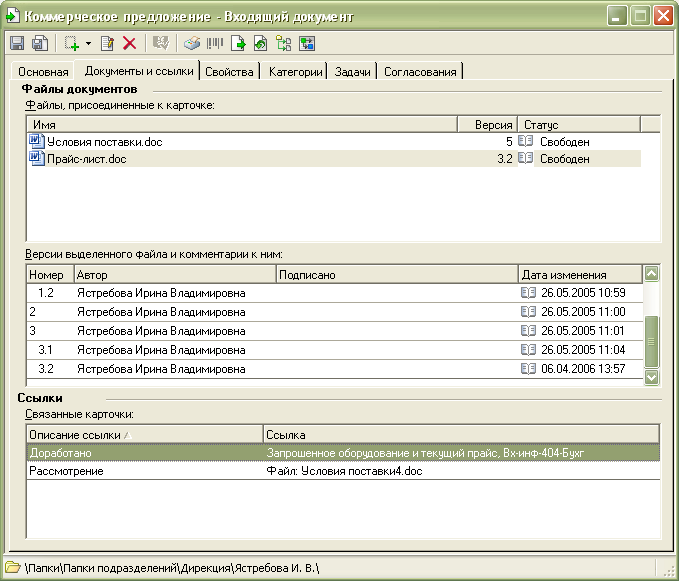 Коммерческое предложение - Входящий документ
Основная Документы и ссылки Свойства Категории Задачи Согласования
Файлы документов
Файлы, присоединенные к карточке:
Имя Версия Статус
Условия поставки.doc 5 Свободен
Прайс-лист.doc 3.2 Свободен
Версии выделенного файла и комментарии к ним:
Номер Автор Подписано Дата изменения
1.2 Ястребова Ирина Владимировна 26.05.2005 10:59
2 Ястребова Ирина Владимировна 26.05.2005 11:00
3 Ястребова Ирина Владимировна 26.05.2005 11:01
3.1 Ястребова Ирина Владимировна 26.05.2005 11:04
3.2 Ястребова Ирина Владимировна 06.04.2006 13:57
Ссылки
Связанные карточки:
Описание ссылки Ссылка
Доработано Запрошенное оборудование и текущий прайс, Вх-инф-404-Бухг
Рассмотрение Файл: Условия поставки4.doc
\Папки\Папки подразделений\Дирекция\Ястребова И. В.\